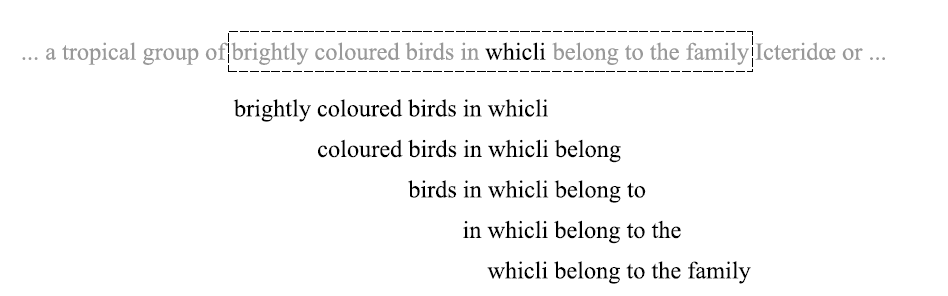 ... a tropical group of brightly coloured birds in whicli belong to the family Icteridœ or ...
brightly coloured birds in whicli
coloured birds in whicli belong
birds in whicli belong to
in whicli belong to the
whicli belong to the family